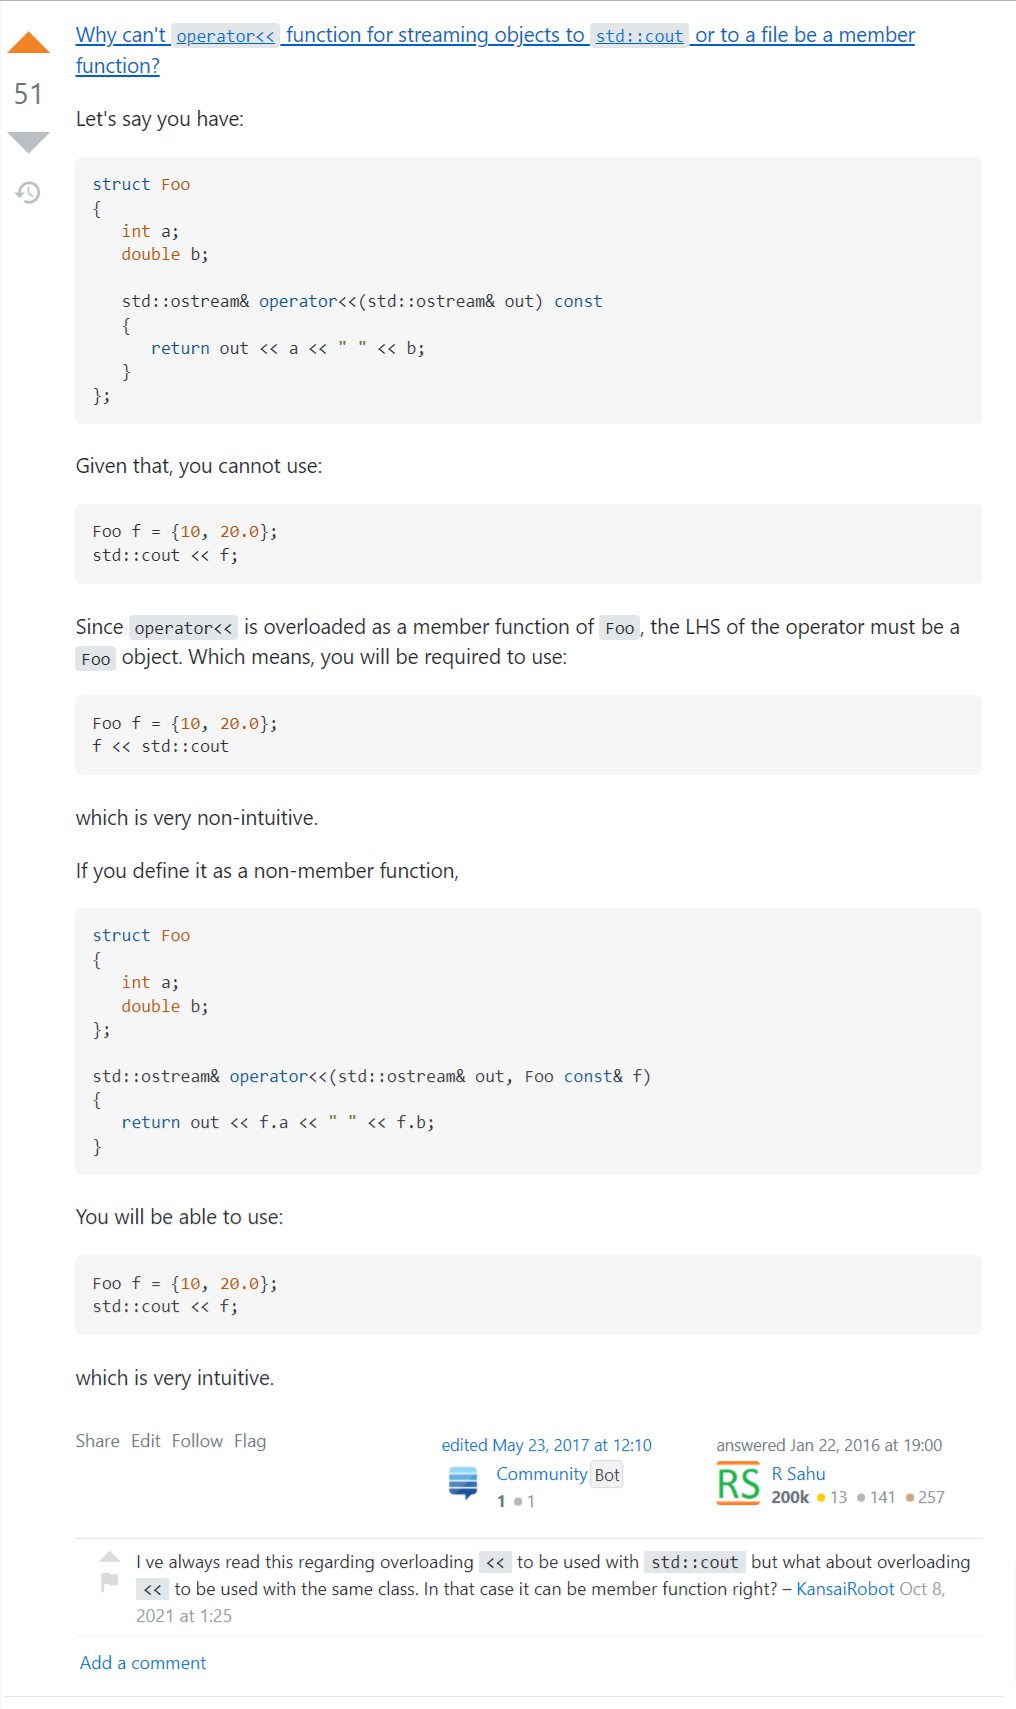 Why can't operator<< function for streaming objects to std::cout or to a file be a member
function?
51
Let's say you have:
struct Foo
{
   int a;
   double b;

   std::ostream& operator<<(std::ostream& out) const
   {
      return out << a << " " << b;
   }
};
Given that, you cannot use:
Foo f = {10, 20.0};
std::cout << f;
Since operator<< is overloaded as a member function of Foo, the LHS of the operator must be a
Foo object. Which means, you will be required to use:
Foo f = {10, 20.0};
f << std::cout
which is very non-intuitive.
If you define it as a non-member function,
struct Foo
{
   int a;
   double b;
};

std::ostream& operator<<(std::ostream& out, Foo const& f)
{
   return out << f.a << " " << f.b;
}
You will be able to use:
Foo f = {10, 20.0};
std::cout << f;
which is very intuitive.
Share Edit Follow Flag
edited May 23, 2017 at 12:10
Community Bot
1 ●1
answered Jan 22, 2016 at 19:00
RS
R Sahu
200k ●13 ●141 ●257
I ve always read this regarding overloading << to be used with std::cout but what about overloading
<< to be used with the same class. In that case it can be member function right? – KansaiRobot Oct 8,
2021 at 1:25
Add a comment